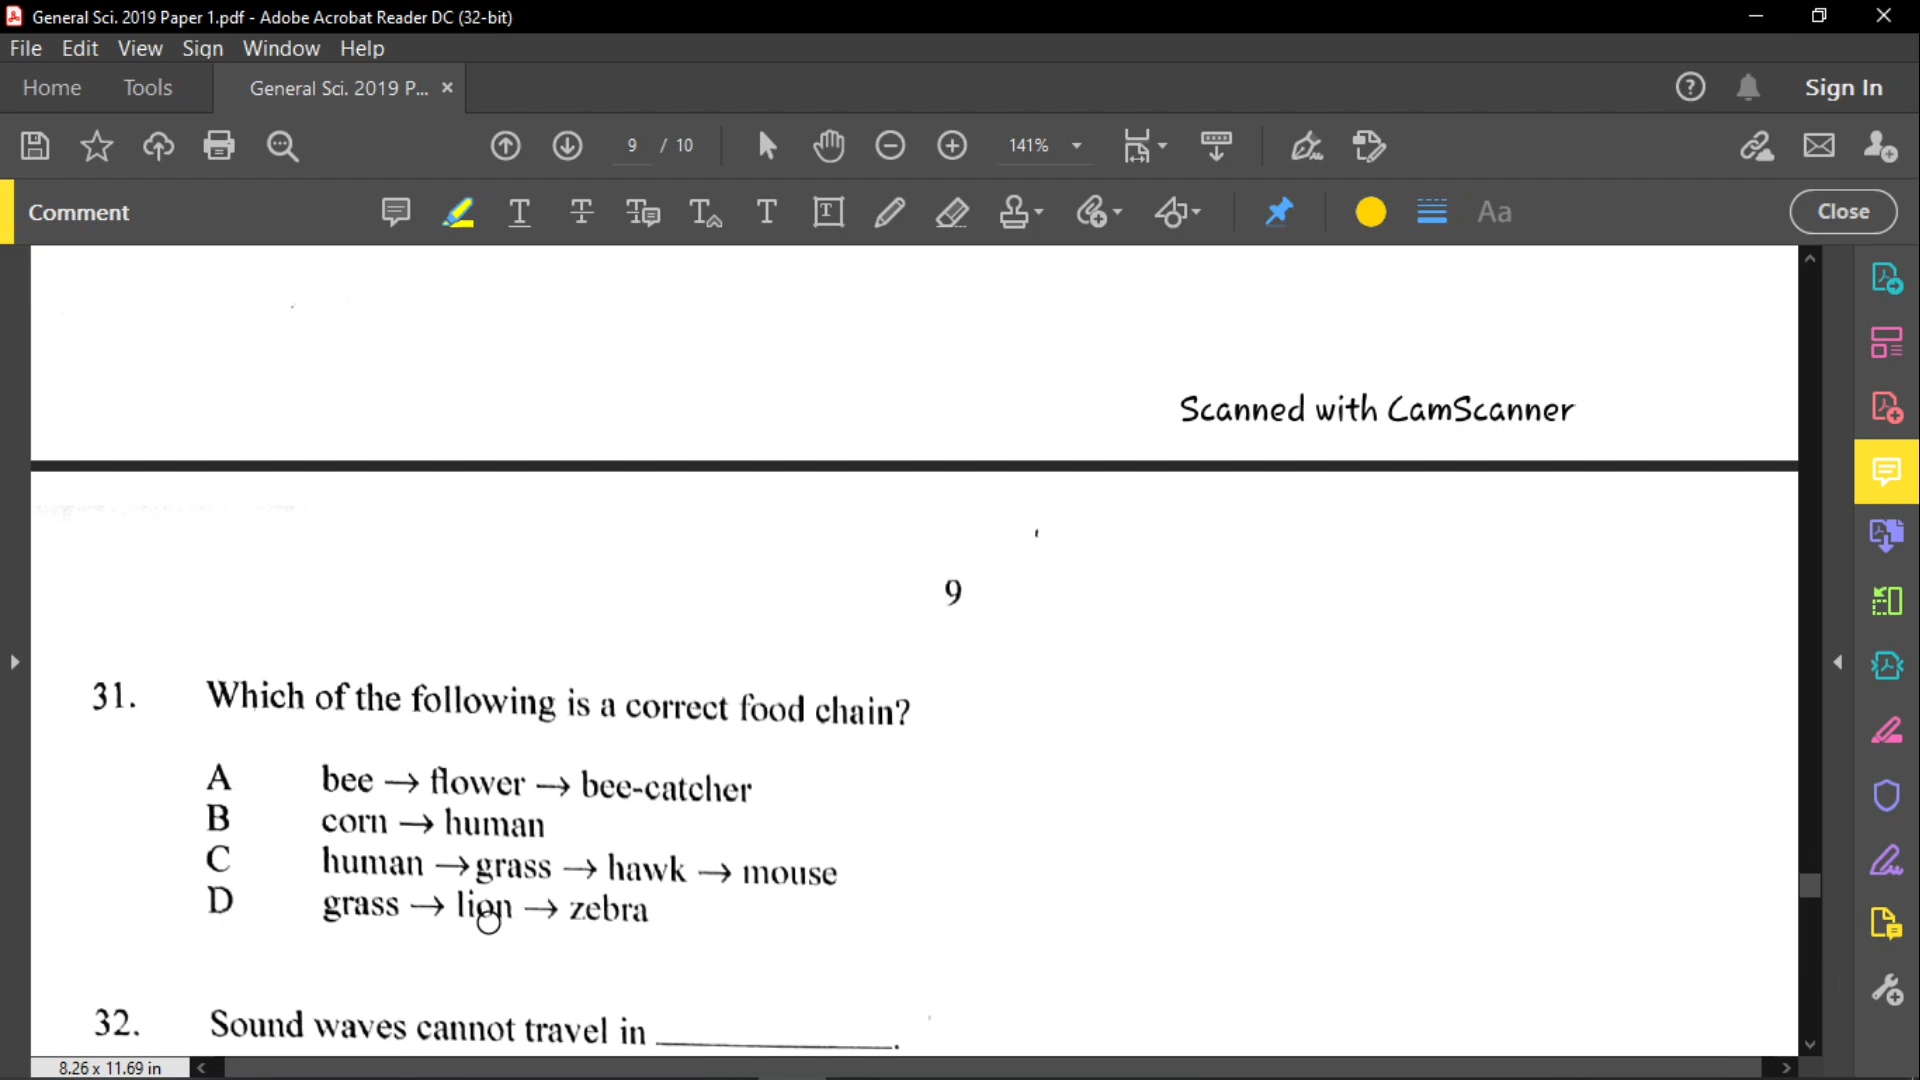 General Sci. 2019 Paper 1.pdf - Adobe Acrobat Reader DC (32-bit)
File Edit View Sign Window Help
Home Tools General Sci. 2019 P... × Sign In
9 / 10 141%
Comment Aa Close
Scanned with CamScanner
9
31. Which of the following is a correct food chain?
A bee → flower → bee-catcher
B corn → human
C human → grass → hawk → mouse
D grass → lion → zebra
32. Sound waves cannot travel in ____________.
8.26 x 11.69 in